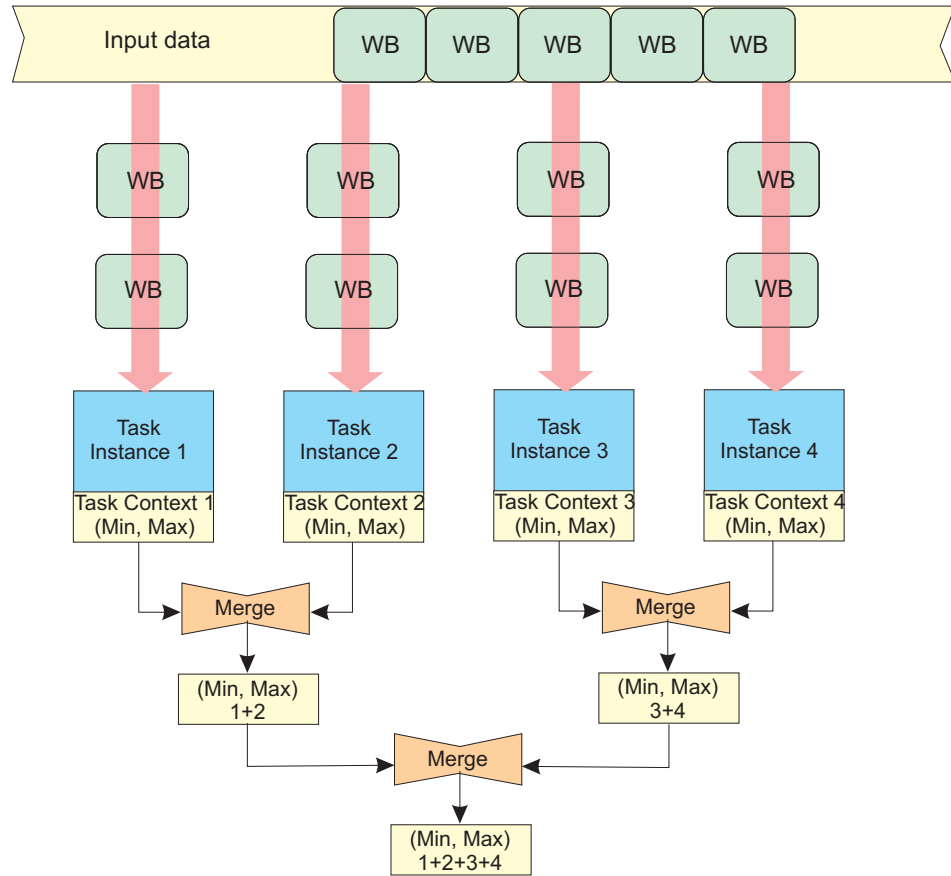 Input data
WB WB WB WB WB
WB WB WB WB
WB WB WB WB
Task
Instance 1
Task
Instance 2
Task
Instance 3
Task
Instance 4
Task Context 1
(Min, Max)
Task Context 2
(Min, Max)
Task Context 3
(Min, Max)
Task Context 4
(Min, Max)
Merge
Merge
(Min, Max)
1+2
(Min, Max)
3+4
Merge
(Min, Max)
1+2+3+4